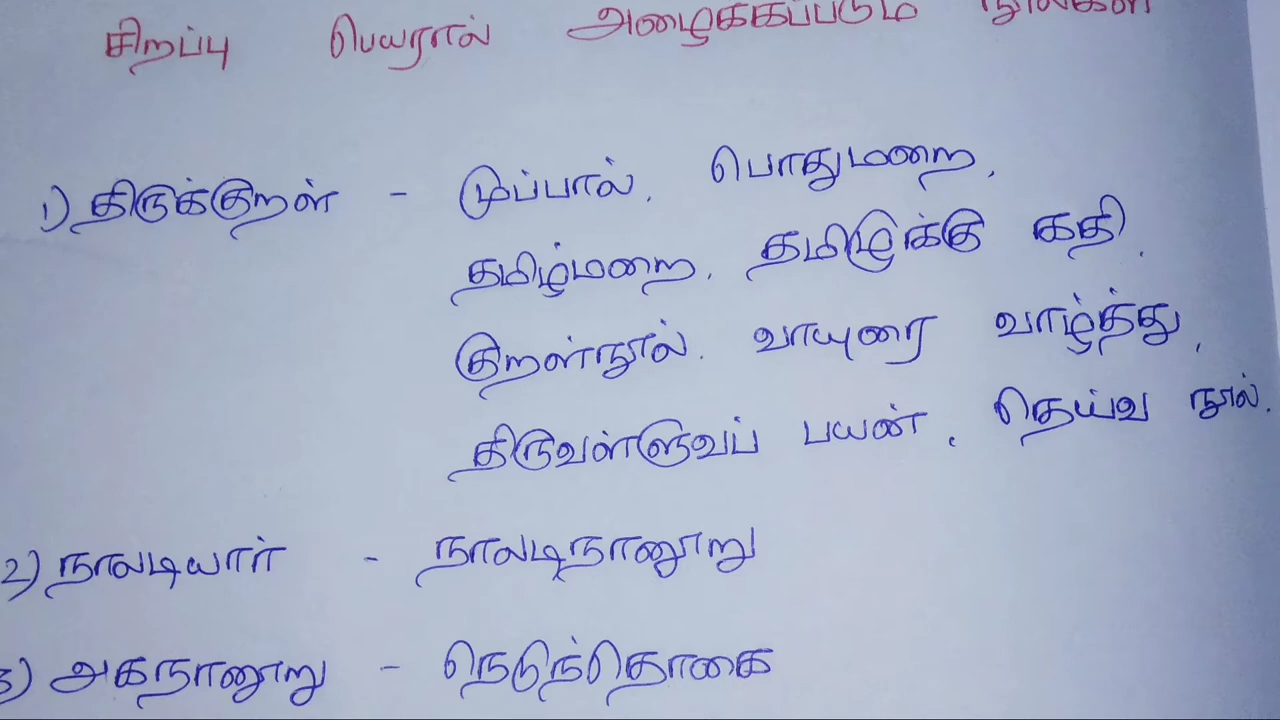 சிறப்பு பெயரால் அழைக்கப்படும் நூல்கள்
1) திருக்குறள் - முப்பால், பொதுமறை,
தமிழ்மறை, தமிழுக்கு கதி,
குறள்நூல், வாயுரை வாழ்த்து,
திருவள்ளுவப் பயன், தெய்வ நூல்.
2) நாலடியார் - நாலடிநானூறு
3) அகநானூறு - நெடுந்தொகை